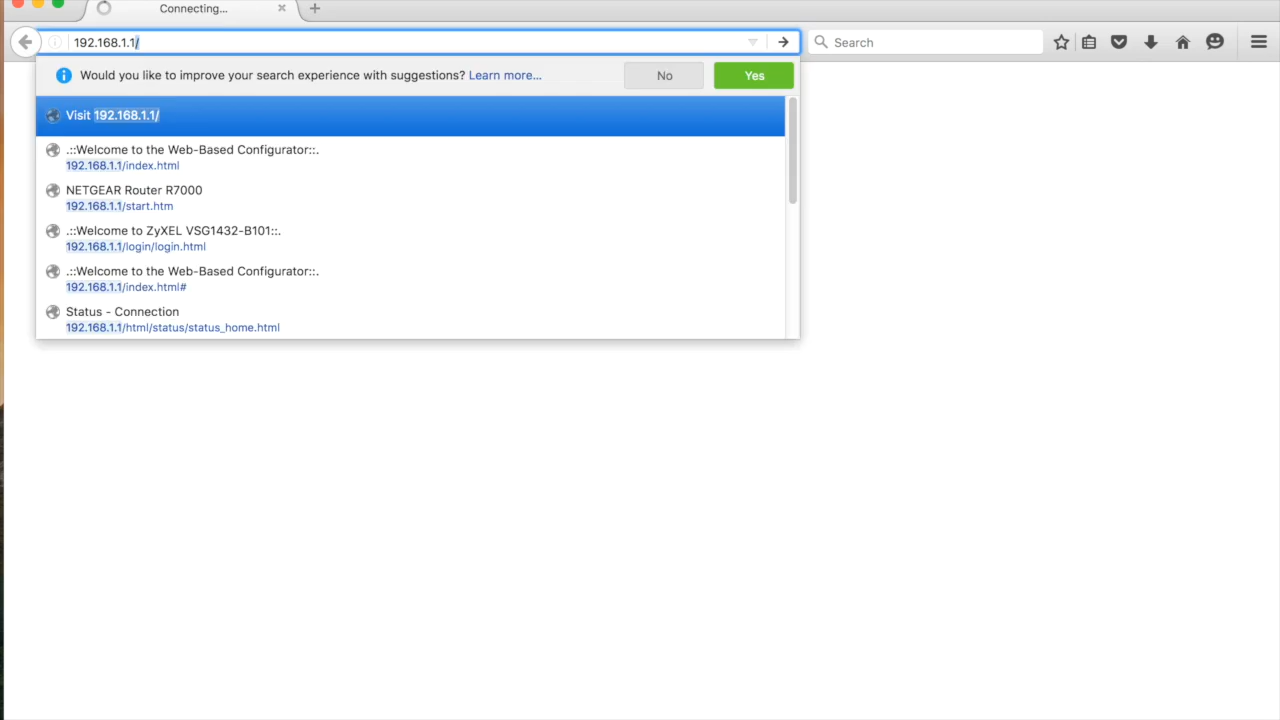 Connecting...
192.168.1.1/
Search
Would you like to improve your search experience with suggestions? Learn more...
No
Yes
Visit 192.168.1.1/
.::Welcome to the Web-Based Configurator::.
192.168.1.1/index.html
NETGEAR Router R7000
192.168.1.1/start.htm
.::Welcome to ZyXEL VSG1432-B101::.
192.168.1.1/login/login.html
.::Welcome to the Web-Based Configurator::.
192.168.1.1/index.html#
Status - Connection
192.168.1.1/html/status/status_home.html